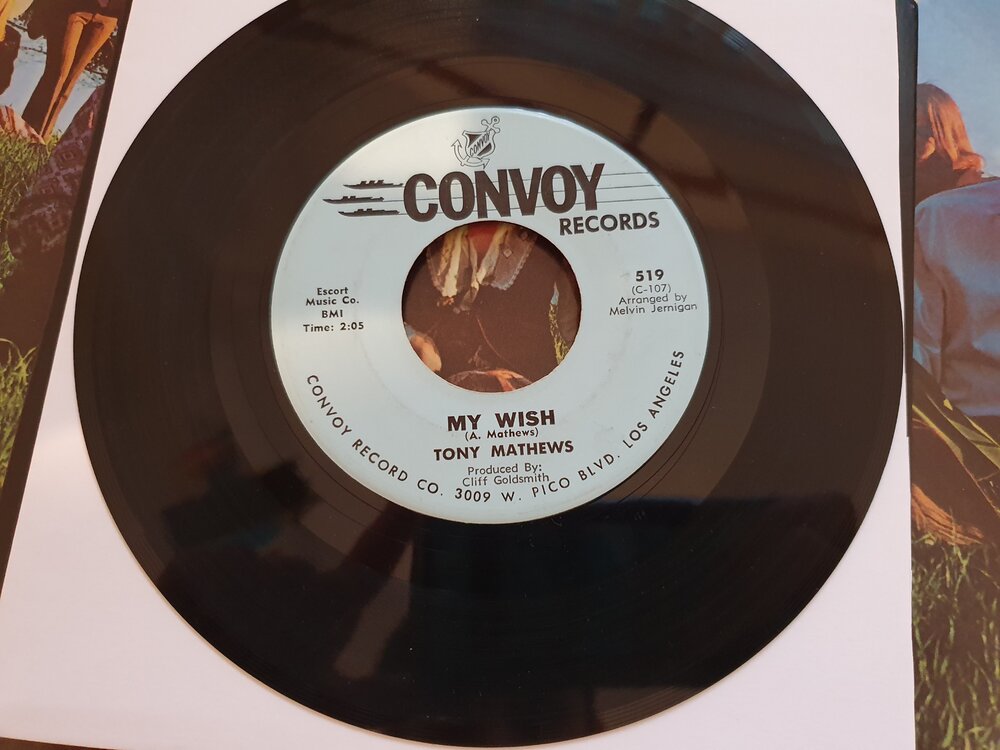 CONVOY
CONVOY
RECORDS
Escort
Music Co.
BMI
Time: 2:05
519
(C-107)
Arranged by
Melvin Jernigan
MY WISH
(A. Mathews)
TONY MATHEWS
Produced By:
Cliff Goldsmith
CONVOY RECORD CO. 3009 W. PICO BLVD. LOS ANGELES